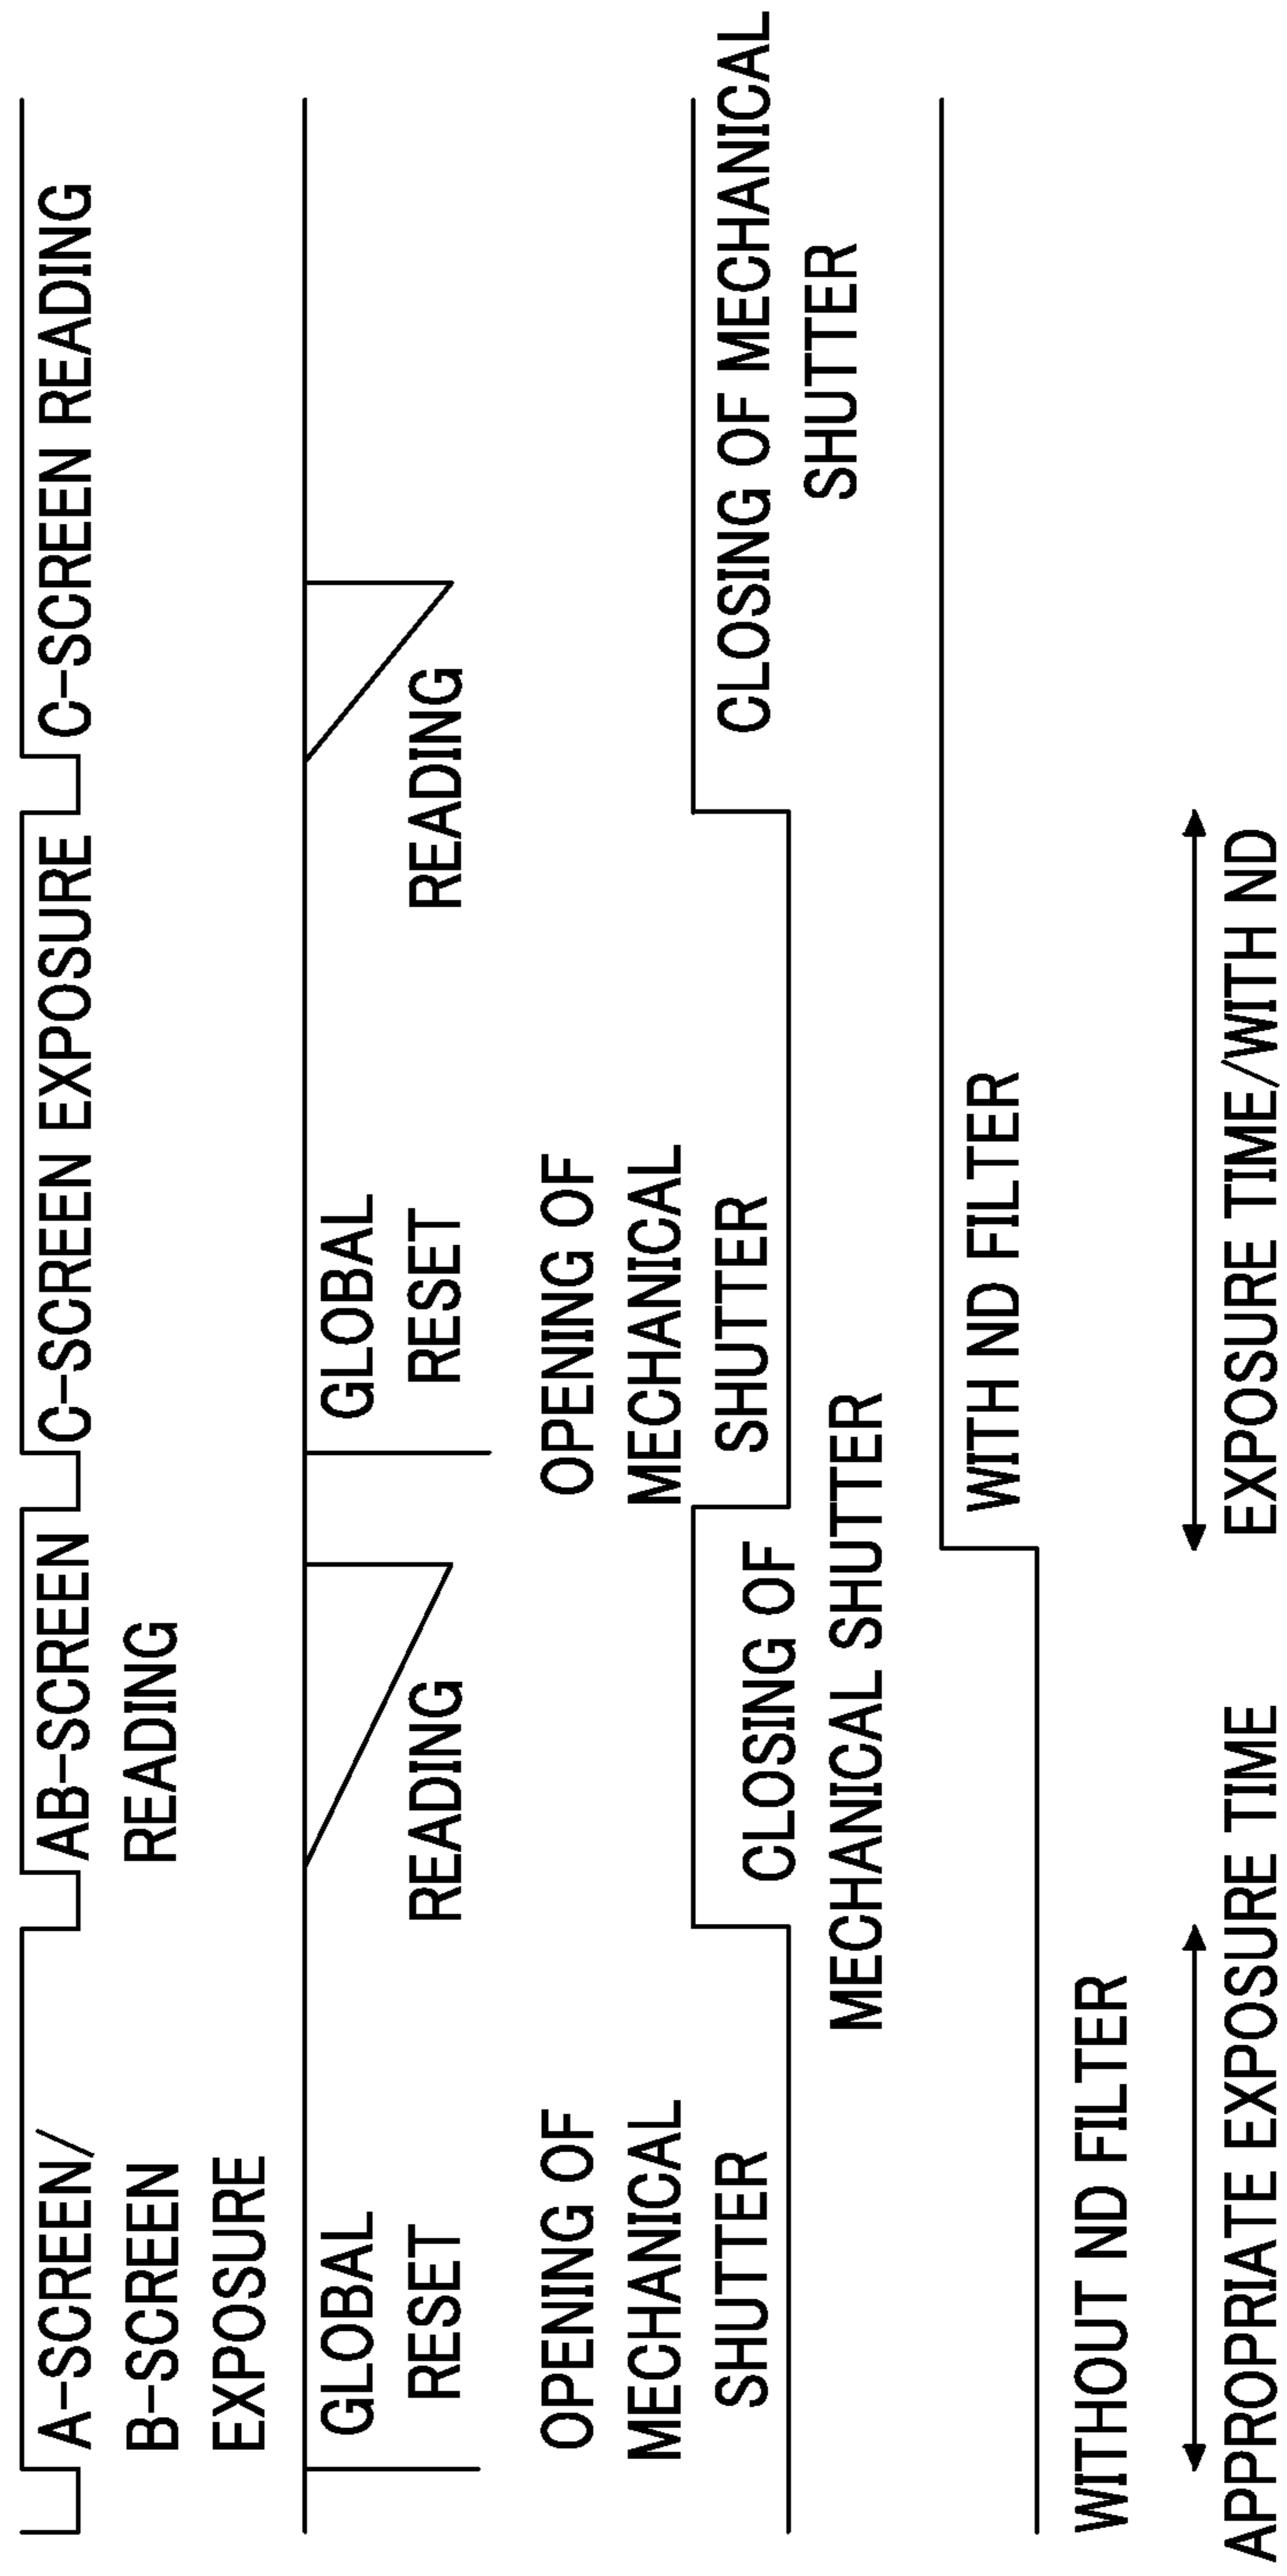 A-SCREEN/
B-SCREEN
EXPOSURE
AB-SCREEN
READING
C-SCREEN EXPOSURE
C-SCREEN READING
GLOBAL
RESET
READING
GLOBAL
RESET
READING
OPENING OF
MECHANICAL
SHUTTER
CLOSING OF
MECHANICAL SHUTTER
OPENING OF
MECHANICAL
SHUTTER
CLOSING OF MECHANICAL
SHUTTER
WITHOUT ND FILTER
WITH ND FILTER
APPROPRIATE EXPOSURE TIME
EXPOSURE TIME/WITH ND